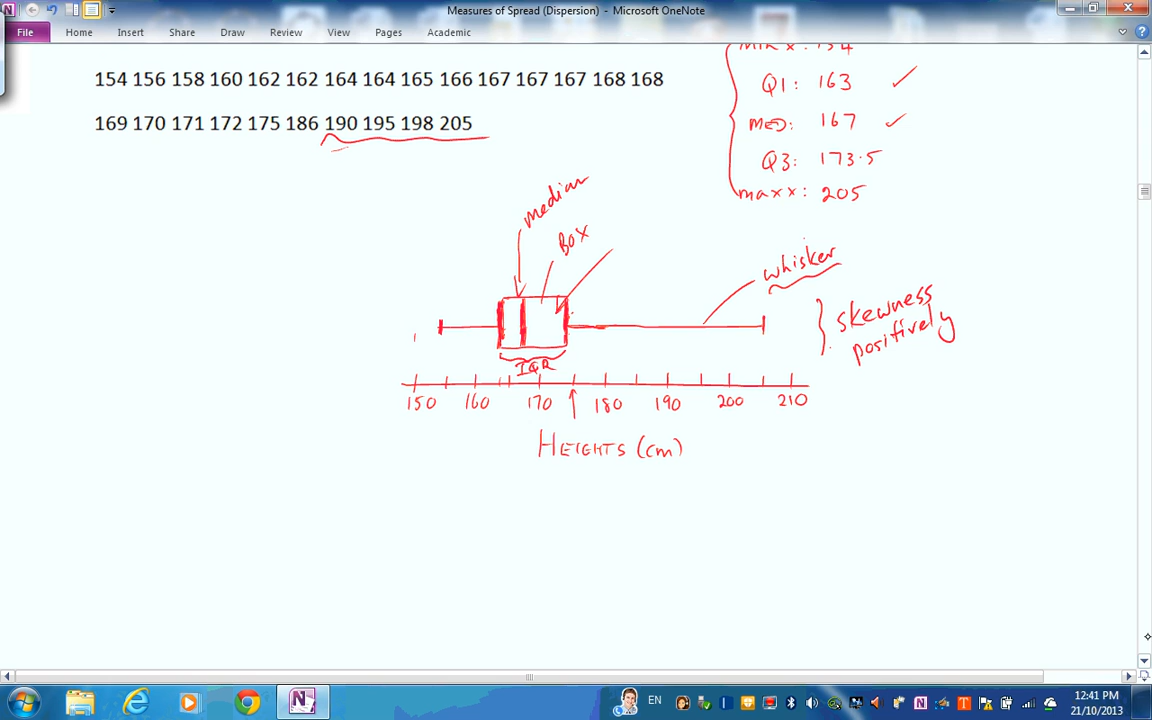 Measures of Spread (Dispersion) - Microsoft OneNote
File Home Insert Share Draw Review View Pages Academic
154 156 158 160 162 162 164 164 165 166 167 167 167 168 168
169 170 171 172 175 186 190 195 198 205
min x: 154
Q1: 163
MED: 167
Q3: 173.5
max x: 205
median
BOX
whisker
skewness
positively
IQR
150 160 170 180 190 200 210
HEIGHTS (cm)
EN
12:41 PM
21/10/2013